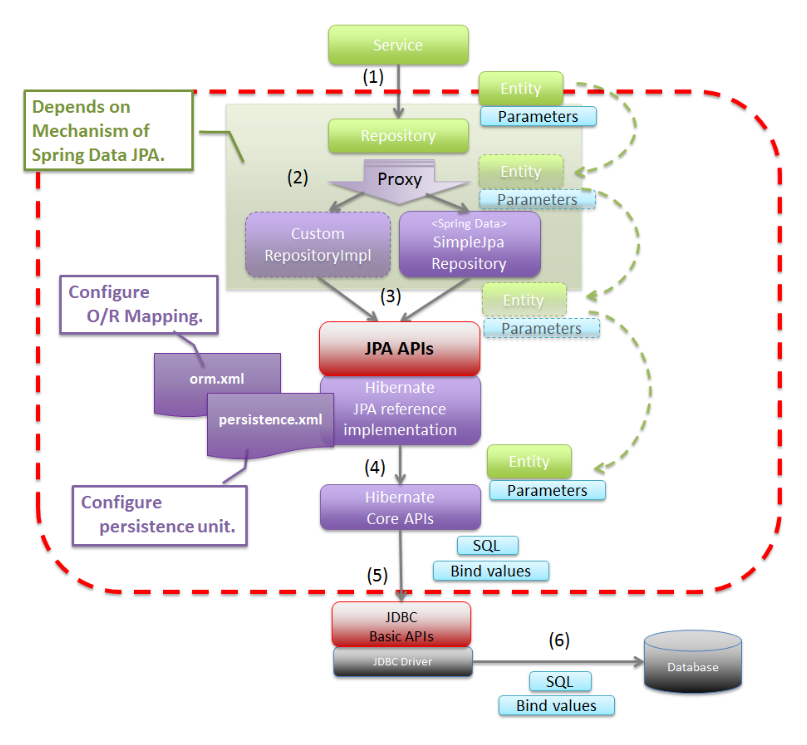 Service
(1)
Entity
Parameters
Depends on
Mechanism of
Spring Data JPA.
Repository
(2)
Proxy
Entity
Parameters
Custom
RepositoryImpl
<Spring Data>
SimpleJpa
Repository
(3)
Entity
Parameters
Configure
O/R Mapping.
JPA APIs
orm.xml
persistence.xml
Hibernate
JPA reference
implementation
(4)
Entity
Parameters
Configure
persistence unit.
Hibernate
Core APIs
SQL
Bind values
(5)
JDBC
Basic APIs
JDBC Driver
(6)
Database
SQL
Bind values